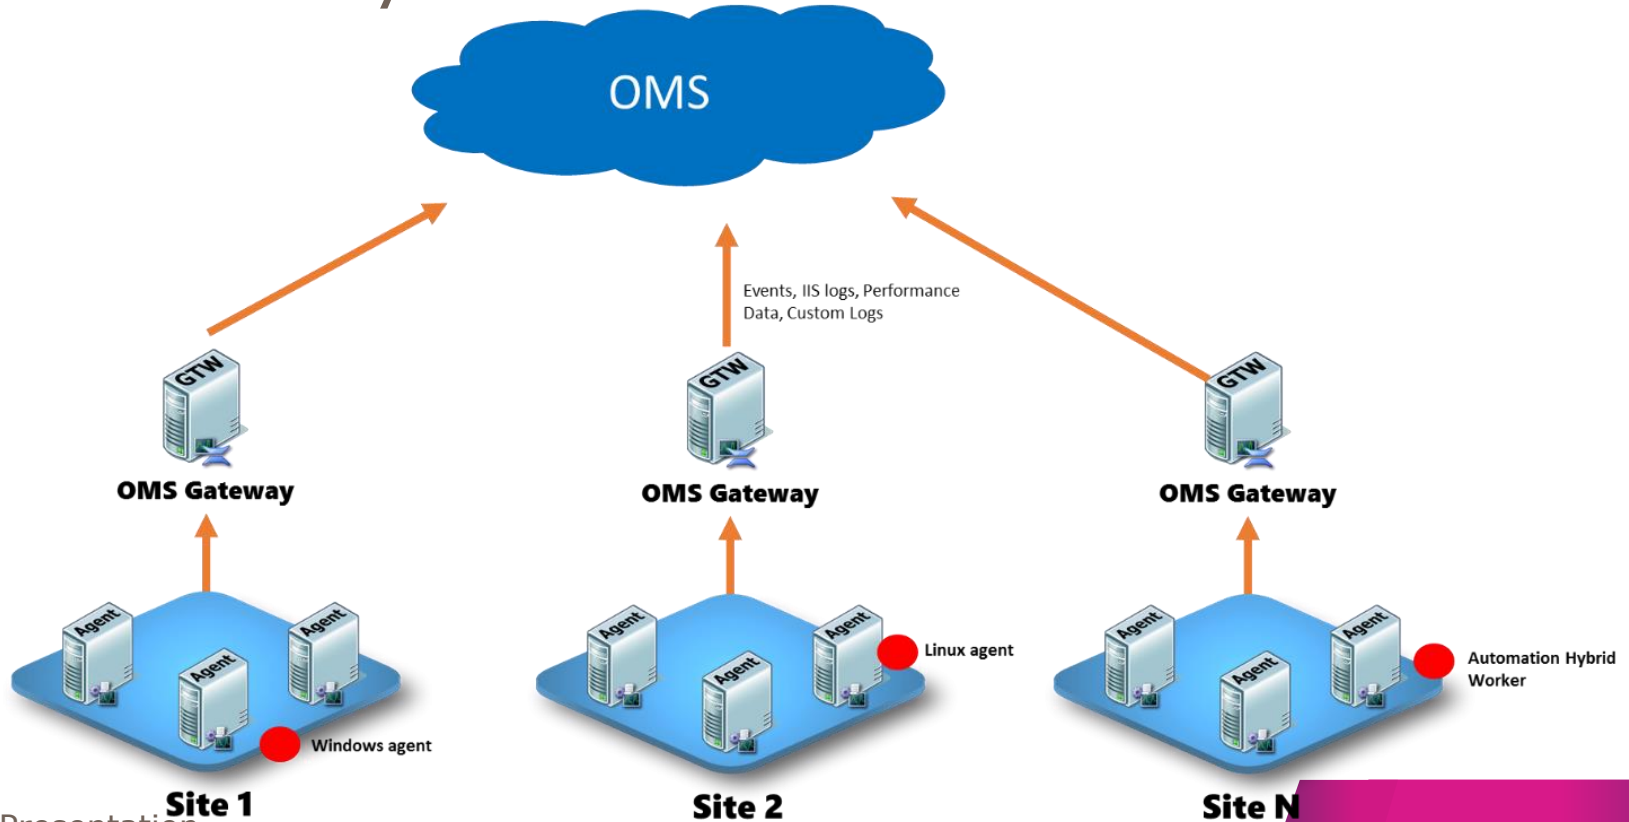 OMS
Events, IIS logs, Performance
Data, Custom Logs
GTW
GTW
GTW
OMS Gateway
OMS Gateway
OMS Gateway
Agent
Agent
Agent
Agent
Agent
Agent
Agent
Agent
Agent
Linux agent
Automation Hybrid
Worker
Windows agent
Site 1
Site 2
Site N
Presentation